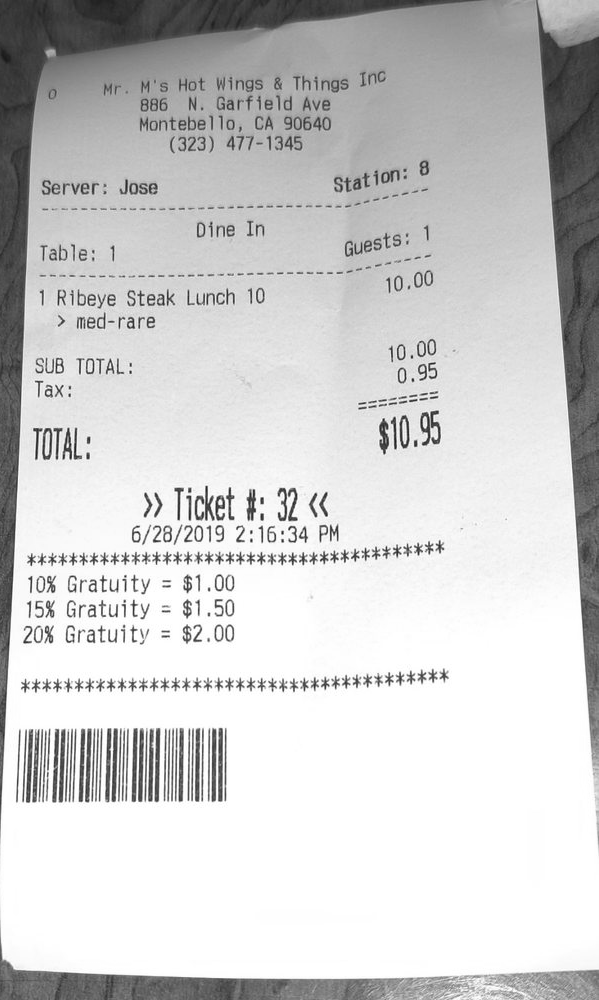 O
Mr. M's Hot Wings & Things Inc
886 N. Garfield Ave
Montebello, CA 90640
(323) 477-1345
Server: Jose Station: 8
Dine In
Table: 1 Guests: 1
1 Ribeye Steak Lunch 10 10.00
> med-rare
SUB TOTAL: 10.00
Tax: 0.95
========
TOTAL: $10.95
>> Ticket #: 32 <<
6/28/2019 2:16:34 PM
****************************************
10% Gratuity = $1.00
15% Gratuity = $1.50
20% Gratuity = $2.00
****************************************